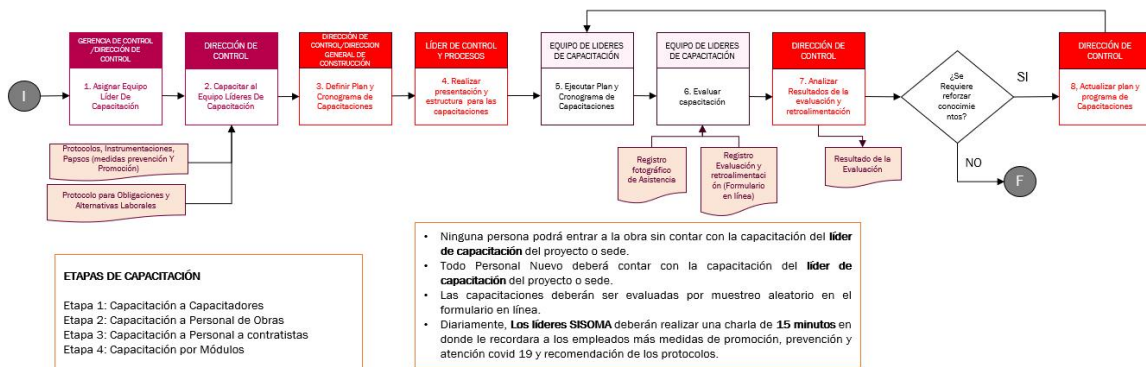 GERENCIA DE CONTROL
/DIRECCIÓN DE
CONTROL
1. Asignar Equipo
Líder De
Capacitación
DIRECCIÓN DE
CONTROL
2. Capacitar al
Equipo Líderes De
Capacitación
DIRECCIÓN DE
CONTROL/DIRECCION
GENERAL DE
CONSTRUCCIÓN
3. Definir Plan y
Cronograma de
Capacitaciones
LÍDER DE CONTROL
Y PROCESOS
4. Realizar
presentación y
estructura para las
capacitaciones
EQUIPO DE LIDERES
DE CAPACITACIÓN
5. Ejecutar Plan y
Cronograma de
Capacitaciones
EQUIPO DE LIDERES
DE CAPACITACIÓN
6. Evaluar
capacitación
DIRECCIÓN DE
CONTROL
7. Analizar
Resultados de la
evaluación y
retroalimentación
¿Se
Requiere
reforzar
conocimie
ntos?
SI
DIRECCIÓN DE
CONTROL
8, Actualizar plan y
programa de
Capacitaciones
I
NO
F
Protocolos, Instrumentaciones,
Papsos (medidas prevención Y
Promoción)
Protocolo para Obligaciones y
Alternativas Laborales
Registro
fotográfico
de Asistencia
Registro
Evaluación y
retroalimentaci
ón (Formulario
en línea)
Resultado de la
Evaluación
ETAPAS DE CAPACITACIÓN
Etapa 1: Capacitación a Capacitadores
Etapa 2: Capacitación a Personal de Obras
Etapa 3: Capacitación a Personal a contratistas
Etapa 4: Capacitación por Módulos
• Ninguna persona podrá entrar a la obra sin contar con la capacitación del líder
de capacitación del proyecto o sede.
• Todo Personal Nuevo deberá contar con la capacitación del líder de
capacitación del proyecto o sede.
• Las capacitaciones deberán ser evaluadas por muestreo aleatorio en el
formulario en línea.
• Diariamente, Los líderes SISOMA deberán realizar una charla de 15 minutos en
donde le recordara a los empleados más medidas de promoción, prevención y
atención covid 19 y recomendación de los protocolos.